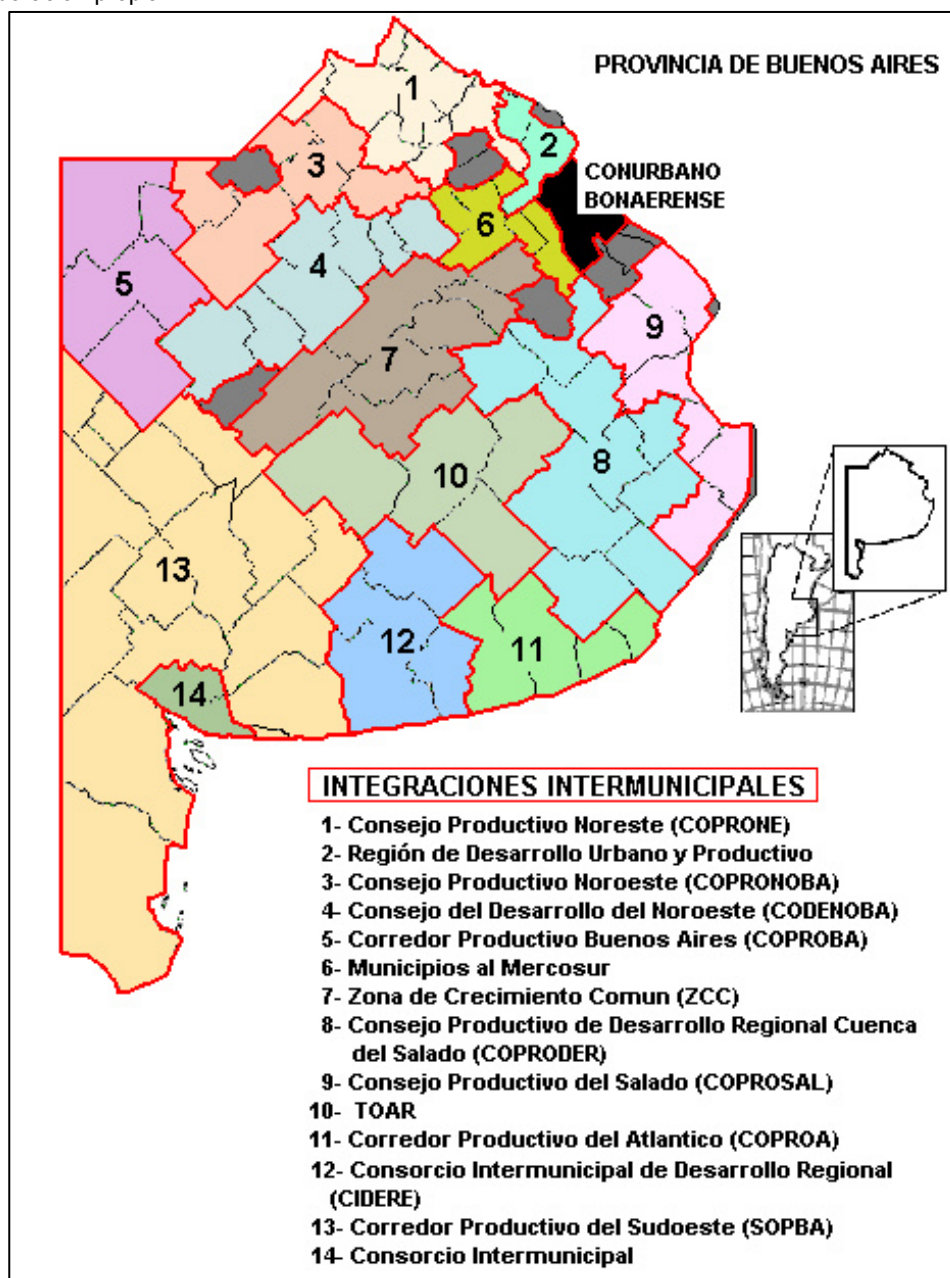 PROVINCIA DE BUENOS AIRES
CONURBANO
BONAERENSE
1
2
3
4
5
6
7
8
9
10
11
12
13
14
INTEGRACIONES INTERMUNICIPALES
1- Consejo Productivo Noreste (COPRONE)
2- Región de Desarrollo Urbano y Productivo
3- Consejo Productivo Noroeste (COPRONOBA)
4- Consejo del Desarrollo del Noroeste (CODENOBA)
5- Corredor Productivo Buenos Aires (COPROBA)
6- Municipios al Mercosur
7- Zona de Crecimiento Comun (ZCC)
8- Consejo Productivo de Desarrollo Regional Cuenca
del Salado (COPRODER)
9- Consejo Productivo del Salado (COPROSAL)
10- TOAR
11- Corredor Productivo del Atlantico (COPROA)
12- Consorcio Intermunicipal de Desarrollo Regional
(CIDERE)
13- Corredor Productivo del Sudoeste (SOPBA)
14- Consorcio Intermunicipal